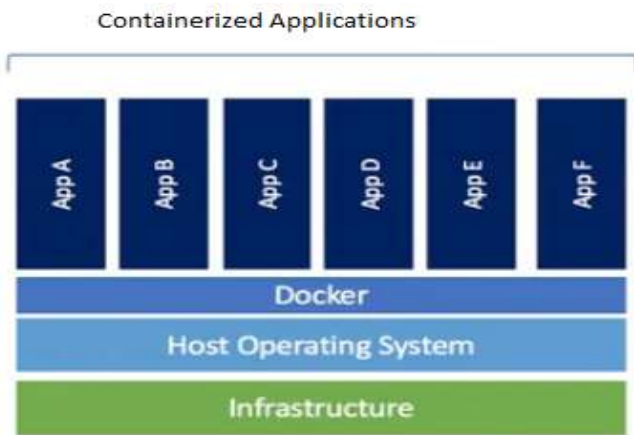 Containerized Applications
App A
App B
App C
App D
App E
App F
Docker
Host Operating System
Infrastructure